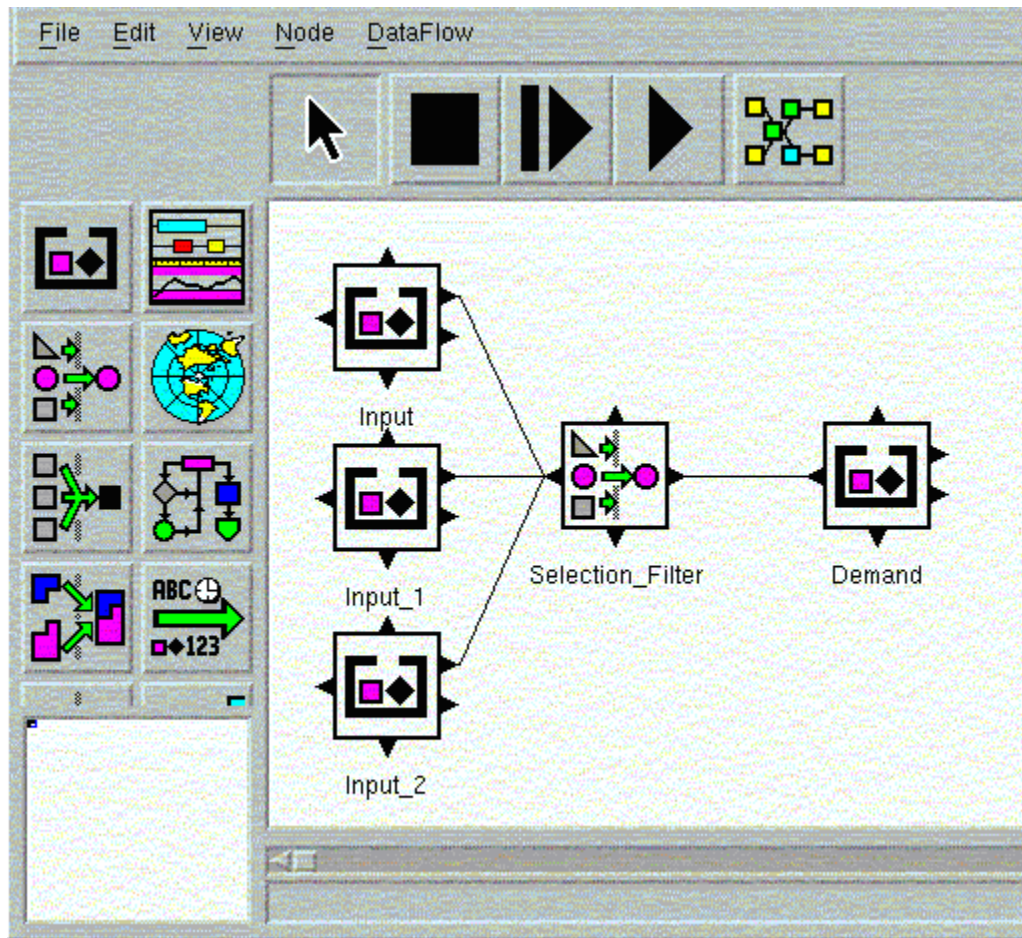 File Edit View Node DataFlow
Input
Input_1
Selection_Filter
Demand
ABC
123
Input_2